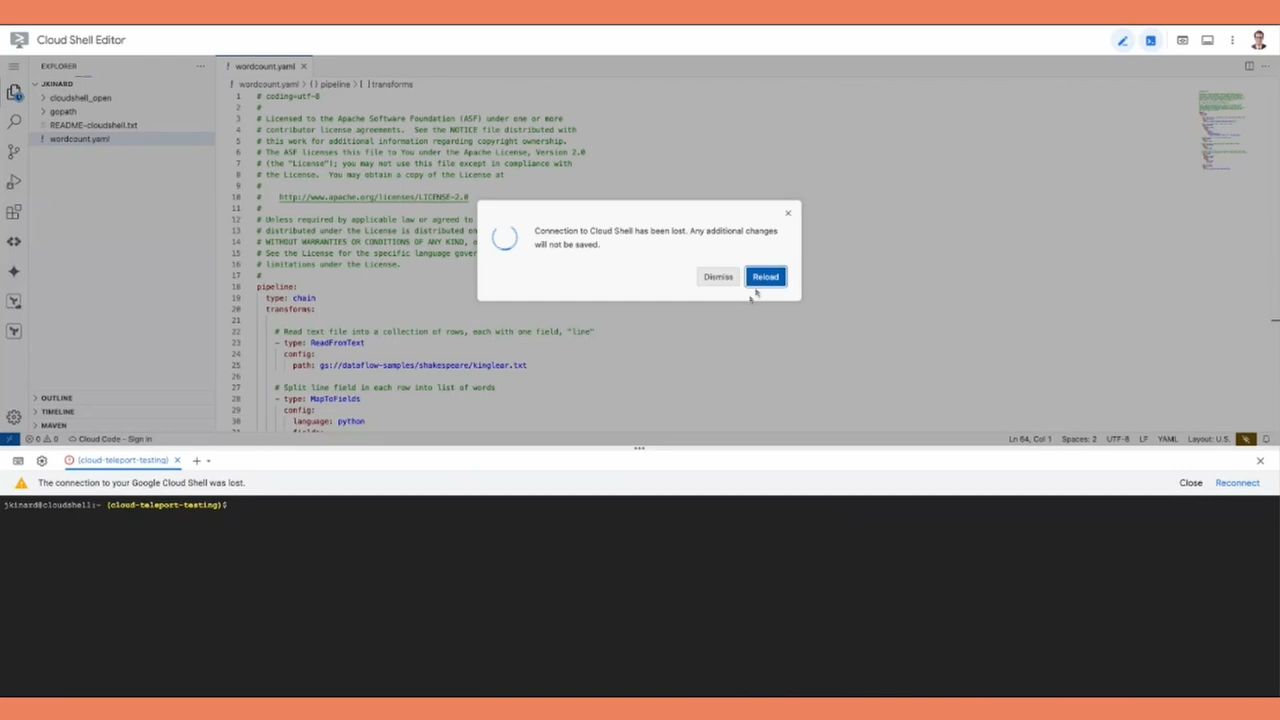 Cloud Shell Editor
EXPLORER
JKINARD
cloudshell_open
gopath
README-cloudshell.txt
wordcount.yaml
OUTLINE
TIMELINE
MAVEN
wordcount.yaml
wordcount.yaml > {} pipeline > [ ] transforms
1 # coding=utf-8
2 #
3 # Licensed to the Apache Software Foundation (ASF) under one or more
4 # contributor license agreements. See the NOTICE file distributed with
5 # this work for additional information regarding copyright ownership.
6 # The ASF licenses this file to You under the Apache License, Version 2.0
7 # (the "License"); you may not use this file except in compliance with
8 # the License. You may obtain a copy of the License at
9 #
10 # http://www.apache.org/licenses/LICENSE-2.0
11 #
12 # Unless required by applicable law or agreed to
13 # distributed under the License is distributed on
14 # WITHOUT WARRANTIES OR CONDITIONS OF ANY KIND, e
15 # See the License for the specific language gover
16 # limitations under the License.
17 #
18 pipeline:
19 type: chain
20 transforms:
21
22 # Read text file into a collection of rows, each with one field, "line"
23 - type: ReadFromText
24 config:
25 path: gs://dataflow-samples/shakespeare/kinglear.txt
26
27 # Split line field in each row into list of words
28 - type: MapToFields
29 config:
30 language: python
Connection to Cloud Shell has been lost. Any additional changes
will not be saved.
Dismiss
Reload
0 0 Cloud Code - Sign in
Ln 64, Col 1 Spaces: 2 UTF-8 LF YAML Layout: U.S.
(cloud-teleport-testing)
The connection to your Google Cloud Shell was lost.
Close
Reconnect
jkinard@cloudshell:~ (cloud-teleport-testing)$